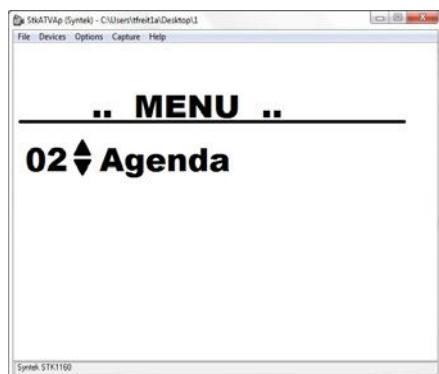 StkATVAp (Syntek) - C:\Users\tfreit1a\Desktop\1
File Devices Options Capture Help
.. MENU ..
02 Agenda
Syntek STK1160